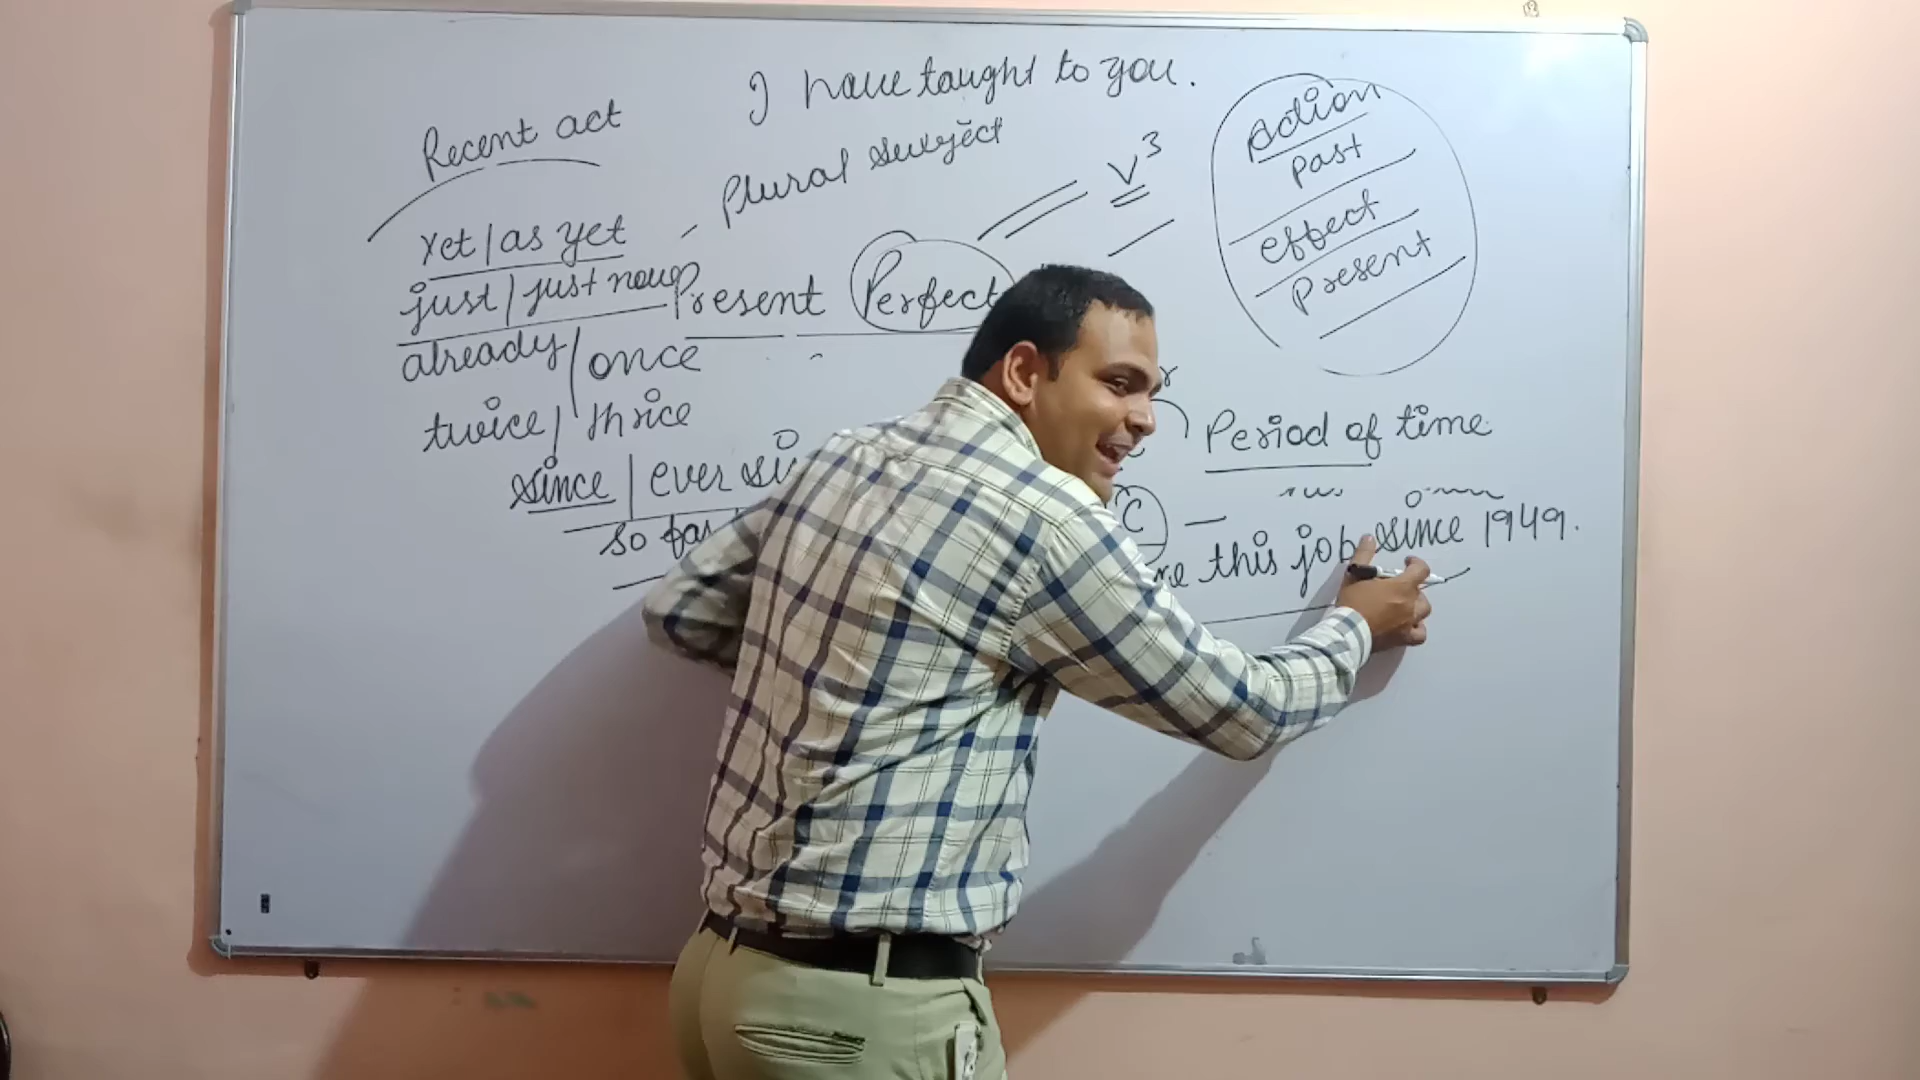 I have taught to you.
Recent act
Plural subject
V3
Action
Past
effect
Present
Yet/as yet
just/just now
Present Perfect
already/once
twice/thrice
Period of time
since/ever
so far
C
this job since 1949.